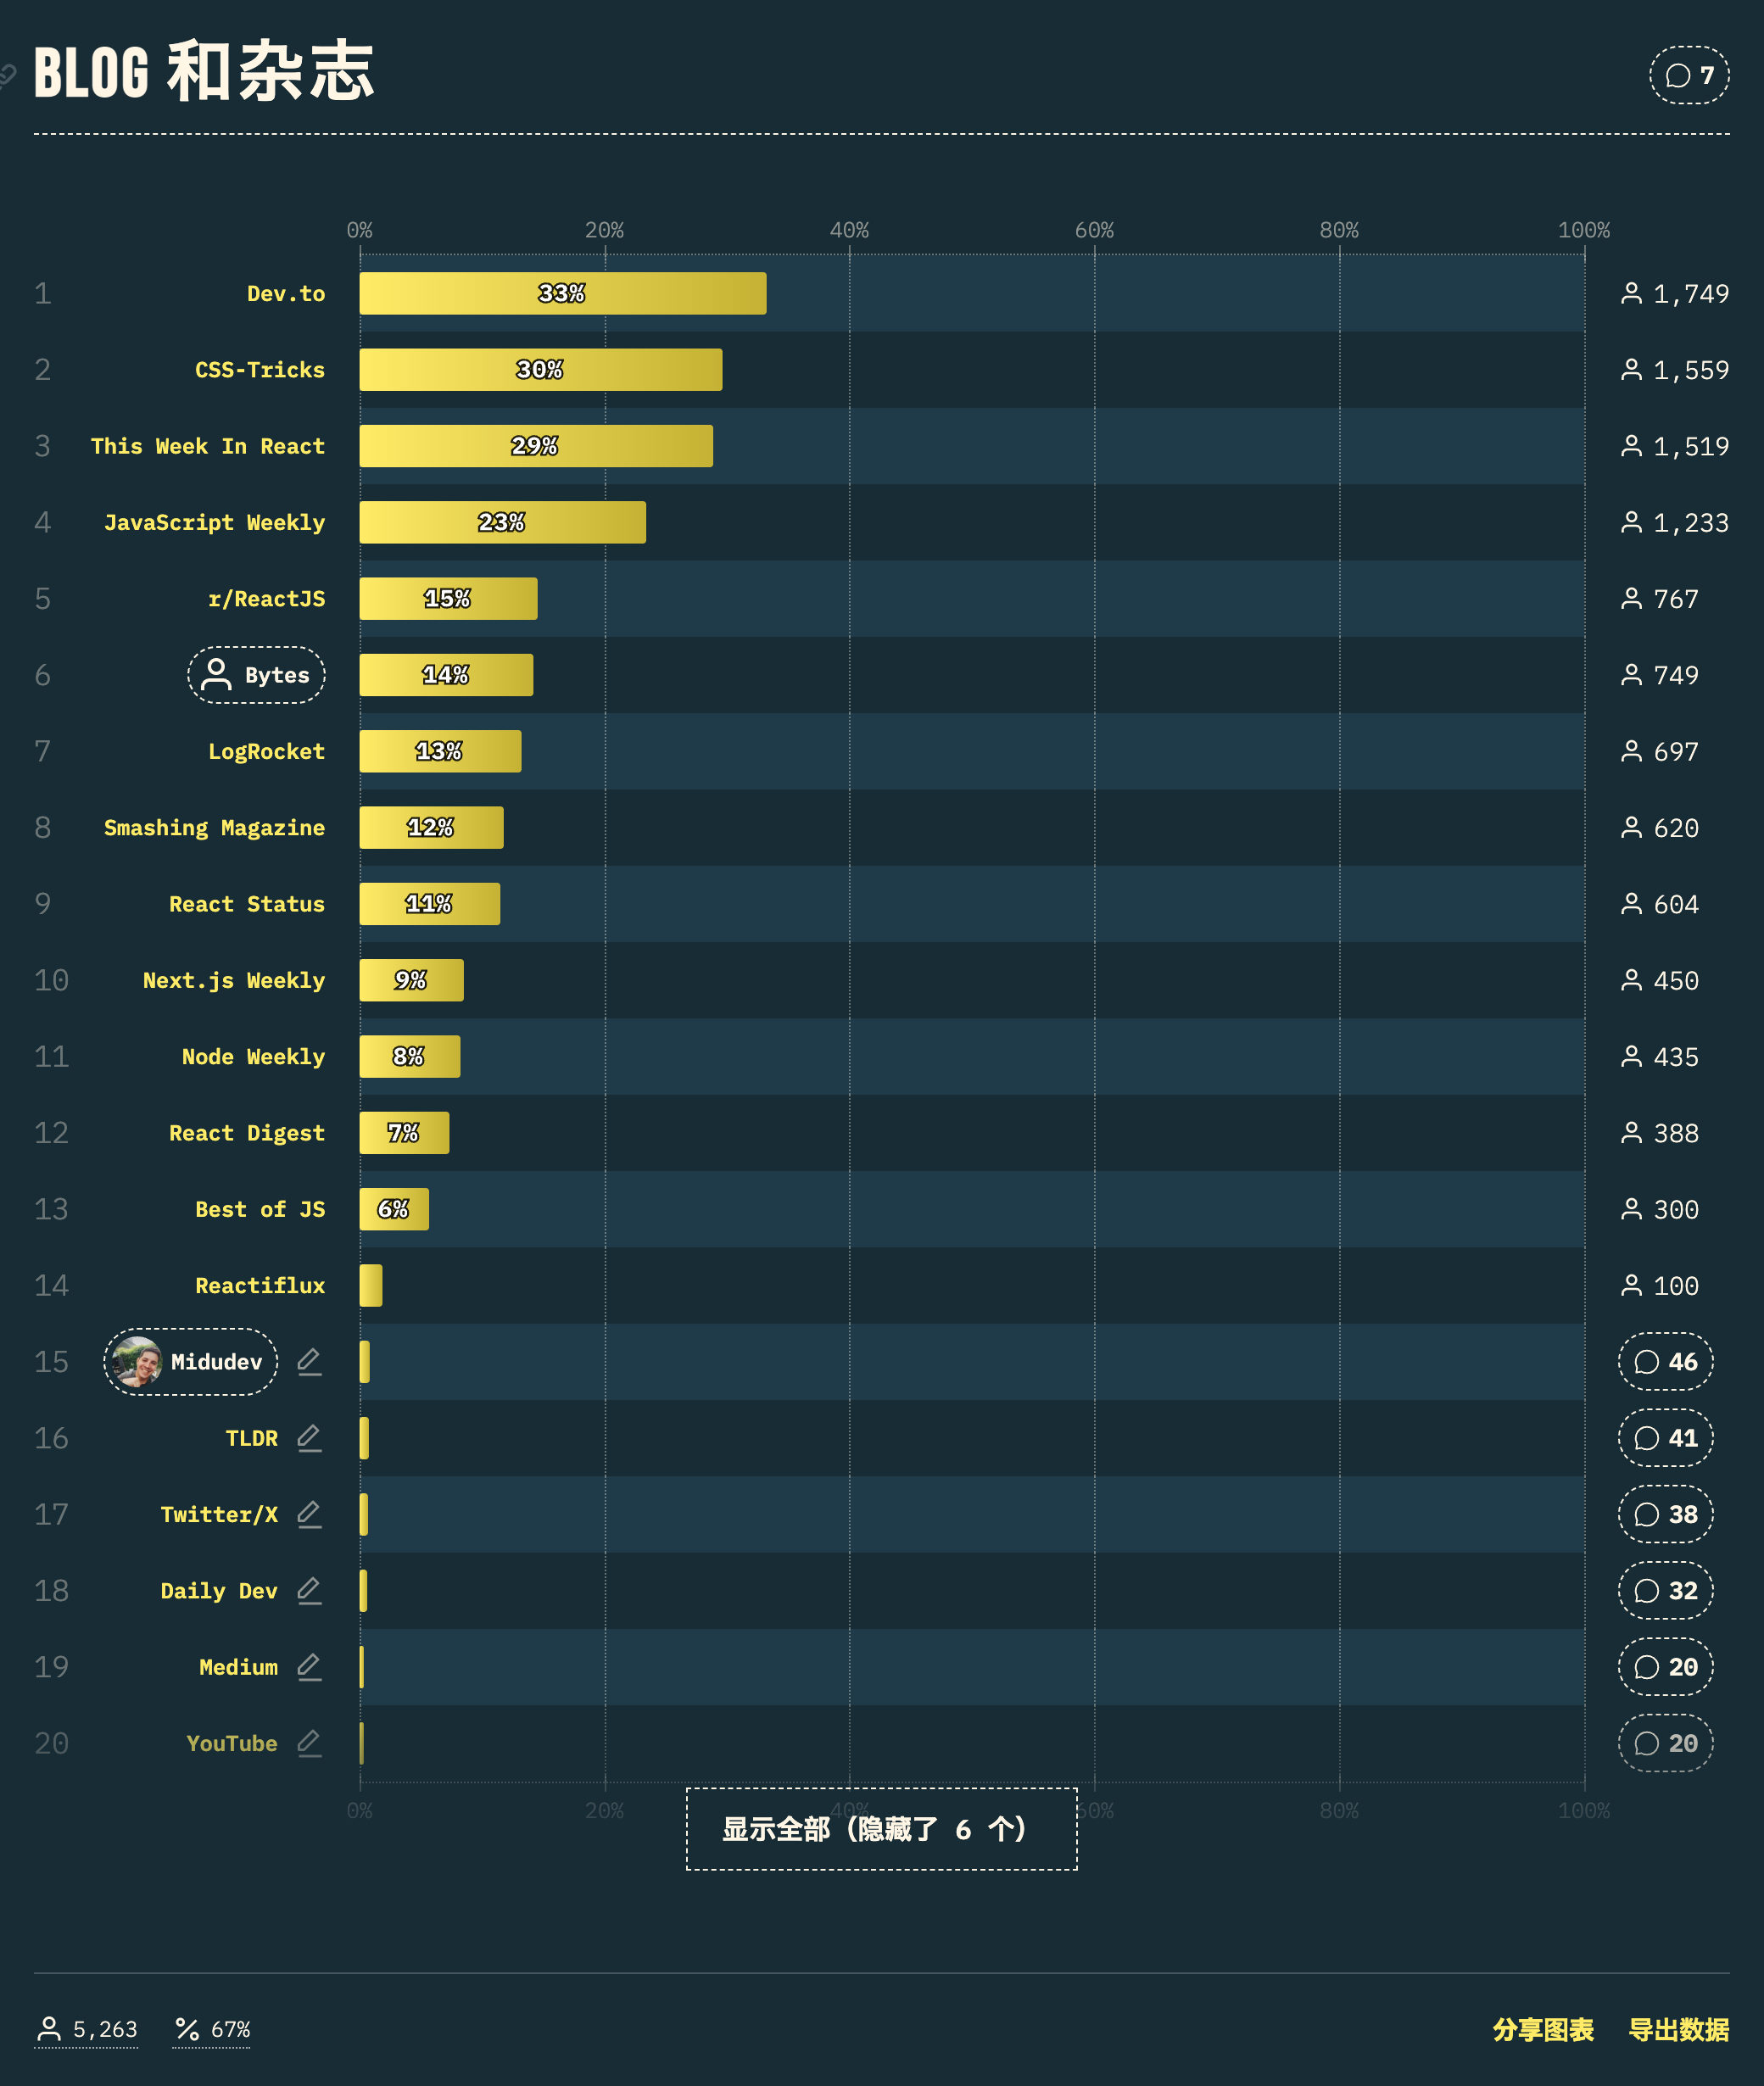 BLOG 和杂志
7
0% 20% 40% 60% 80% 100%
1 Dev.to 33% 1,749
2 CSS-Tricks 30% 1,559
3 This Week In React 29% 1,519
4 JavaScript Weekly 23% 1,233
5 r/ReactJS 15% 767
6 Bytes 14% 749
7 LogRocket 13% 697
8 Smashing Magazine 12% 620
9 React Status 11% 604
10 Next.js Weekly 9% 450
11 Node Weekly 8% 435
12 React Digest 7% 388
13 Best of JS 6% 300
14 Reactiflux 100
15 Midudev 46
16 TLDR 41
17 Twitter/X 38
18 Daily Dev 32
19 Medium 20
20 YouTube 20
0% 20% 40% 60% 80% 100%
显示全部（隐藏了 6 个）
5,263 67% 分享图表 导出数据